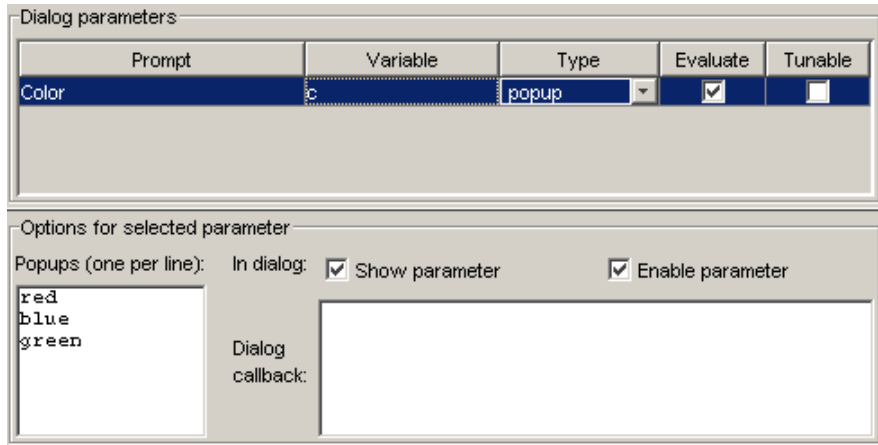 Dialog parameters
Prompt Variable Type Evaluate Tunable
Color c popup
Options for selected parameter
Popups (one per line): In dialog: Show parameter Enable parameter
red
blue
green
Dialog
callback: